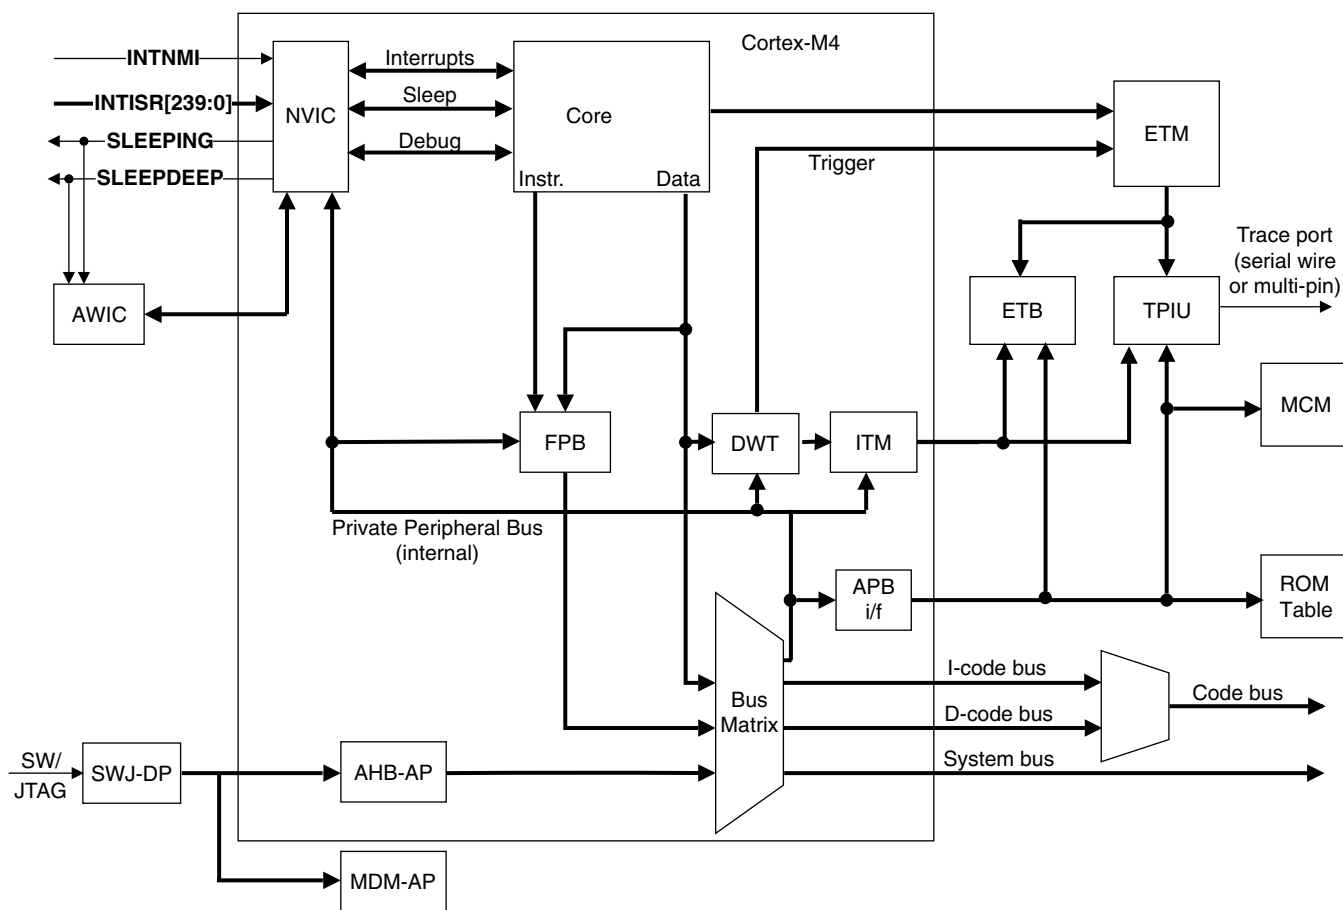 Cortex-M4
INTNMI
INTISR[239:0]
SLEEPING
SLEEPDEEP
NVIC
Interrupts
Sleep
Debug
Core
Instr.
Data
ETM
Trigger
Trace port
(serial wire
or multi-pin)
AWIC
ETB
TPIU
MCM
FPB
DWT
ITM
Private Peripheral Bus
(internal)
APB
i/f
ROM
Table
I-code bus
Code bus
Bus
Matrix
D-code bus
System bus
SW/
JTAG
SWJ-DP
AHB-AP
MDM-AP